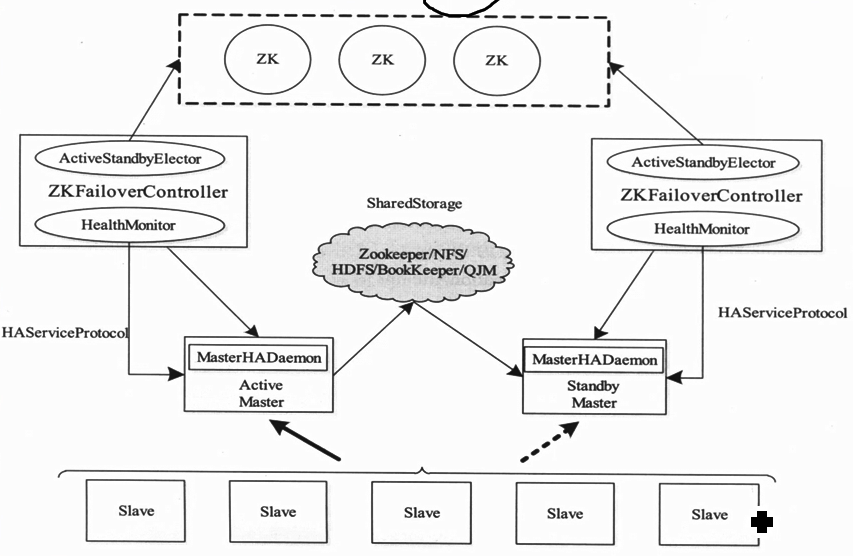 ZK ZK ZK
ActiveStandbyElector
ZKFailoverController
HealthMonitor
ActiveStandbyElector
ZKFailoverController
HealthMonitor
SharedStorage
Zookeeper/NFS/
HDFS/BookKeeper/QJM
HAServiceProtocol
HAServiceProtocol
MasterHADaemon
Active
Master
MasterHADaemon
Standby
Master
Slave Slave Slave Slave Slave